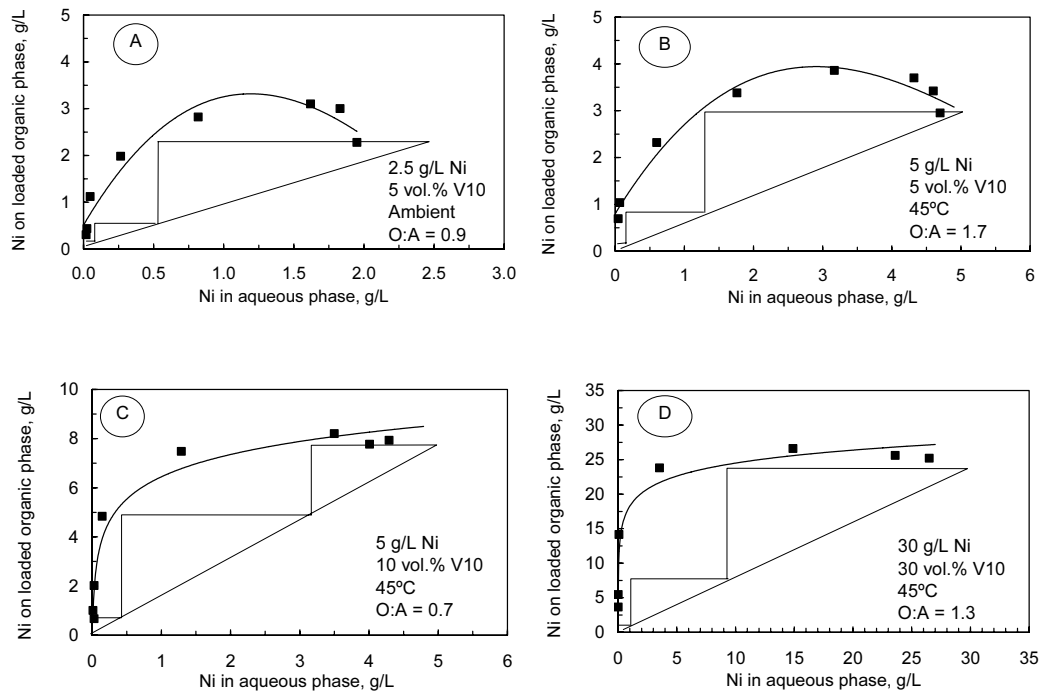 A
Ni on loaded organic phase, g/L
5
4
3
2
1
0
0.0
0.5
1.0
1.5
2.0
2.5
3.0
Ni in aqueous phase, g/L
2.5 g/L Ni
5 vol.% V10
Ambient
O:A = 0.9
B
Ni on loaded organic phase, g/L
5
4
3
2
1
0
0
1
2
3
4
5
6
Ni in aqueous phase, g/L
5 g/L Ni
5 vol.% V10
45ºC
O:A = 1.7
C
Ni on loaded organic phase, g/L
10
8
6
4
2
0
0
1
2
3
4
5
6
Ni in aqueous phase, g/L
5 g/L Ni
10 vol.% V10
45ºC
O:A = 0.7
D
Ni on loaded organic phase, g/L
35
30
25
20
15
10
5
0
0
5
10
15
20
25
30
35
Ni in aqueous phase, g/L
30 g/L Ni
30 vol.% V10
45ºC
O:A = 1.3